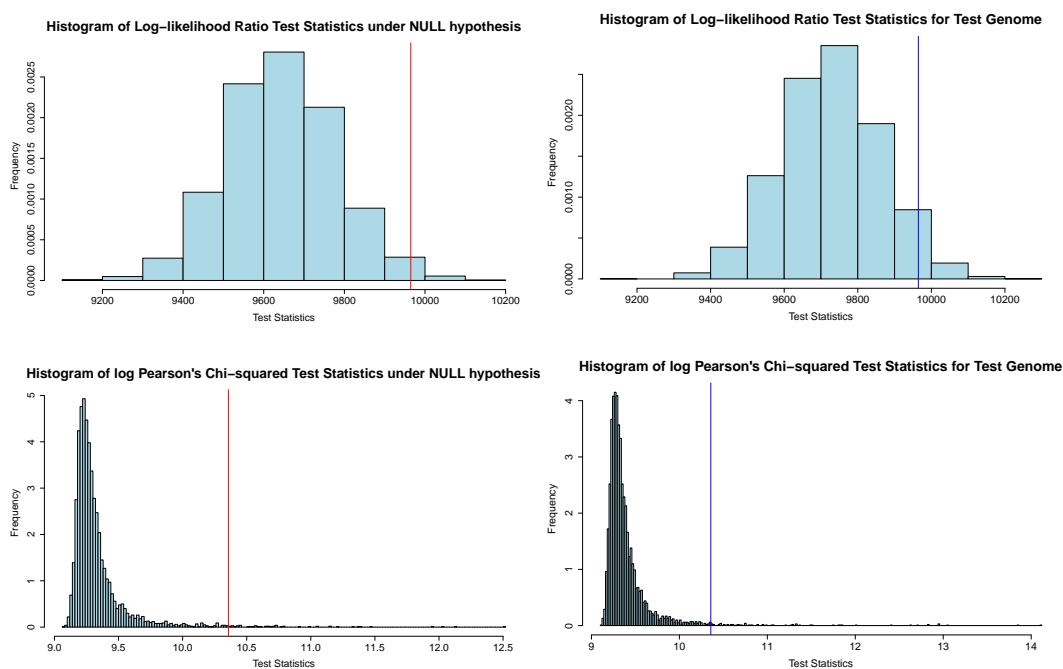 Histogram of Log−likelihood Ratio Test Statistics under NULL hypothesis
Frequency
0.0000 0.0005 0.0010 0.0015 0.0020 0.0025
9200 9400 9600 9800 10000 10200
Test Statistics
Histogram of Log−likelihood Ratio Test Statistics for Test Genome
Frequency
0.0000 0.0010 0.0020
9200 9400 9600 9800 10000 10200
Test Statistics
Histogram of log Pearson's Chi−squared Test Statistics under NULL hypothesis
Frequency
0 1 2 3 4 5
9.0 9.5 10.0 10.5 11.0 11.5 12.0 12.5
Test Statistics
Histogram of log Pearson's Chi−squared Test Statistics for Test Genome
Frequency
0 1 2 3 4
9 10 11 12 13 14
Test Statistics